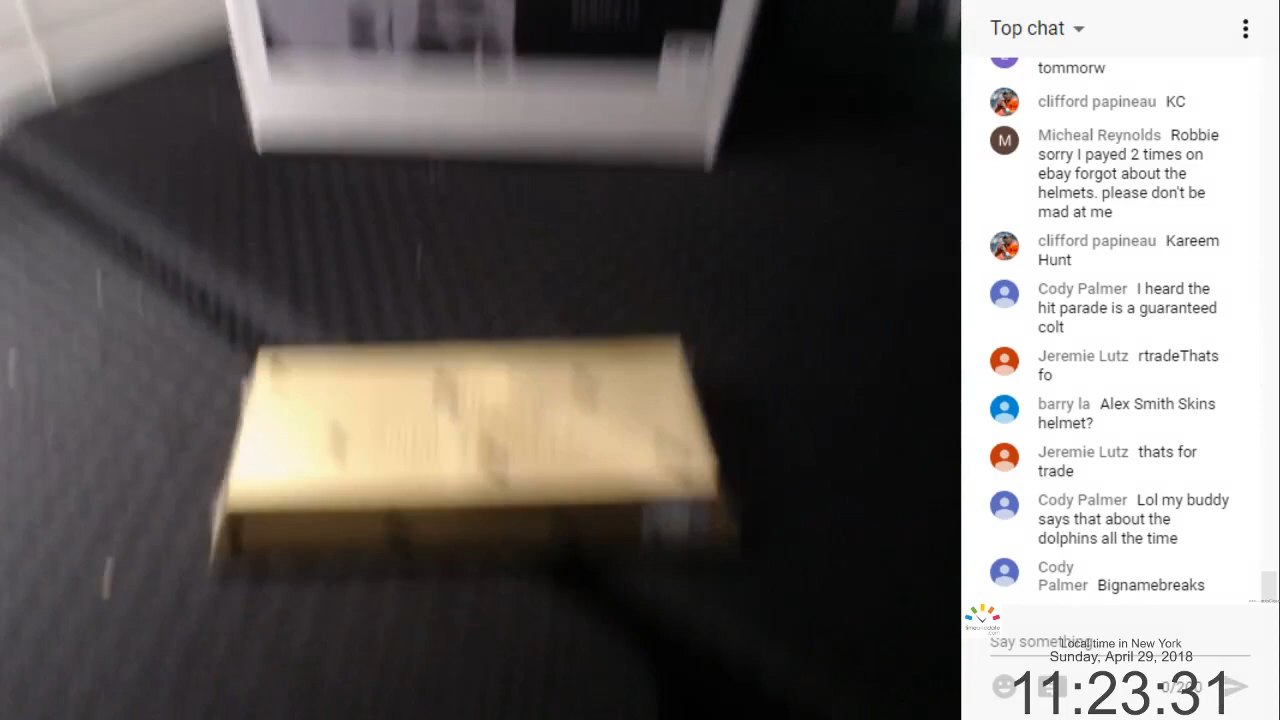 Top chat
tommorw
clifford papineau KC
Micheal Reynolds Robbie
sorry I payed 2 times on
ebay forgot about the
helmets. please don't be
mad at me
clifford papineau Kareem
Hunt
Cody Palmer I heard the
hit parade is a guaranteed
colt
Jeremie Lutz rtradeThats
fo
barry la Alex Smith Skins
helmet?
Jeremie Lutz thats for
trade
Cody Palmer Lol my buddy
says that about the
dolphins all the time
Cody
Palmer Bignamebreaks
Say something...
Local time in New York
Sunday, April 29, 2018
11:23:31